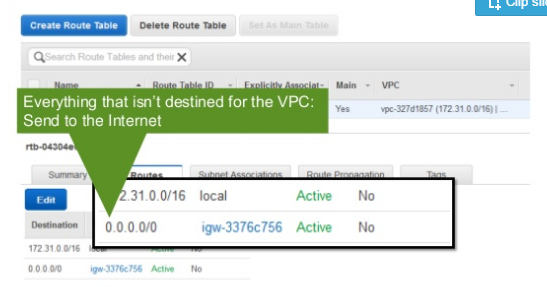 Clip slid
Create Route Table Delete Route Table Set As Main Table
Search Route Tables and their X
Name Route Table ID Explicitly Associat Main VPC
Everything that isn't destined for the VPC:
Send to the Internet
Yes vpc-327d1857 (172.31.0.0/16) | ...
rtb-04304e
Summary Routes Subnet Associations Route Propagation Tags
Edit
2.31.0.0/16 local Active No
Destination
0.0.0.0/0 igw-3376c756 Active No
172.31.0.0/16 local Active No
0.0.0.0/0 igw-3376c756 Active No